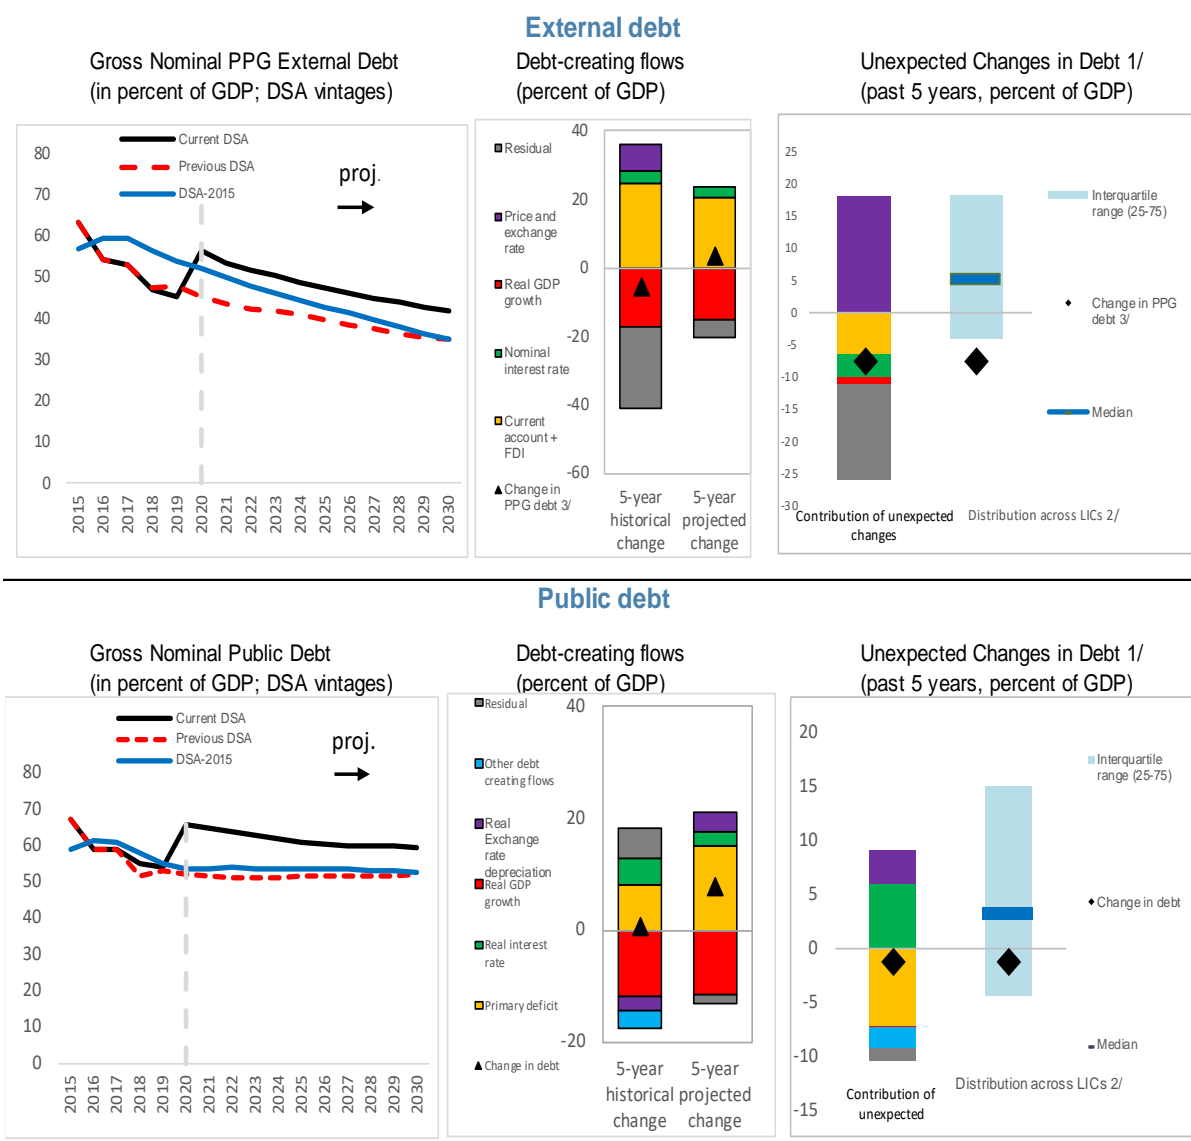 External debt
Gross Nominal PPG External Debt
(in percent of GDP; DSA vintages)
Current DSA
Previous DSA
DSA-2015
proj.
80
70
60
50
40
30
20
10
0
2015
2016
2017
2018
2019
2020
2021
2022
2023
2024
2025
2026
2027
2028
2029
2030
Debt-creating flows
(percent of GDP)
Residual
Price and
exchange
rate
Real GDP
growth
Nominal
interest rate
Current
account +
FDI
Change in
PPG debt 3/
40
20
0
-20
-40
-60
5-year
historical
change
5-year
projected
change
Unexpected Changes in Debt 1/
(past 5 years, percent of GDP)
25
20
15
10
5
0
-5
-10
-15
-20
-25
-30
Interquartile
range (25-75)
Change in PPG
debt 3/
Median
Contribution of unexpected
changes
Distribution across LICs 2/
Public debt
Gross Nominal Public Debt
(in percent of GDP; DSA vintages)
Current DSA
Previous DSA
DSA-2015
proj.
80
70
60
50
40
30
20
10
0
2015
2016
2017
2018
2019
2020
2021
2022
2023
2024
2025
2026
2027
2028
2029
2030
Debt-creating flows
(percent of GDP)
Residual
Other debt
creating flows
Real
Exchange
rate
depreciation
Real GDP
growth
Real interest
rate
Primary deficit
Change in debt
40
20
0
-20
5-year
historical
change
5-year
projected
change
Unexpected Changes in Debt 1/
(past 5 years, percent of GDP)
20
15
10
5
0
-5
-10
-15
Interquartile
range (25-75)
Change in debt
Median
Contribution of
unexpected
Distribution across LICs 2/